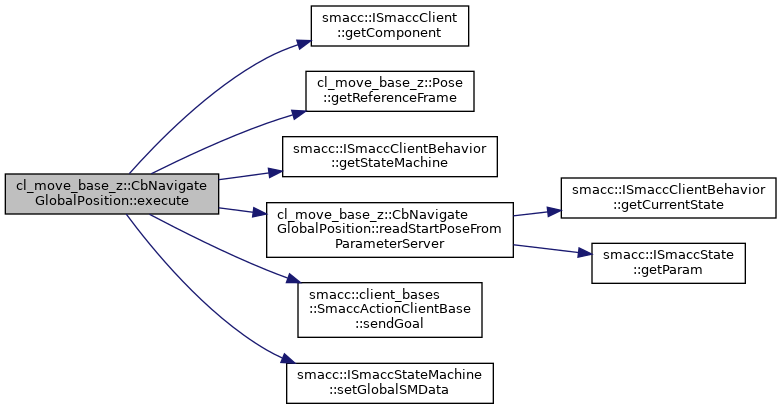 smacc::ISmaccClient
::getComponent
cl_move_base_z::Pose
::getReferenceFrame
smacc::ISmaccClientBehavior
::getStateMachine
cl_move_base_z::CbNavigate
GlobalPosition::execute
smacc::ISmaccClientBehavior
::getCurrentState
cl_move_base_z::CbNavigate
GlobalPosition::readStartPoseFrom
ParameterServer
smacc::ISmaccState
::getParam
smacc::client_bases
::SmaccActionClientBase
::sendGoal
smacc::ISmaccStateMachine
::setGlobalSMData